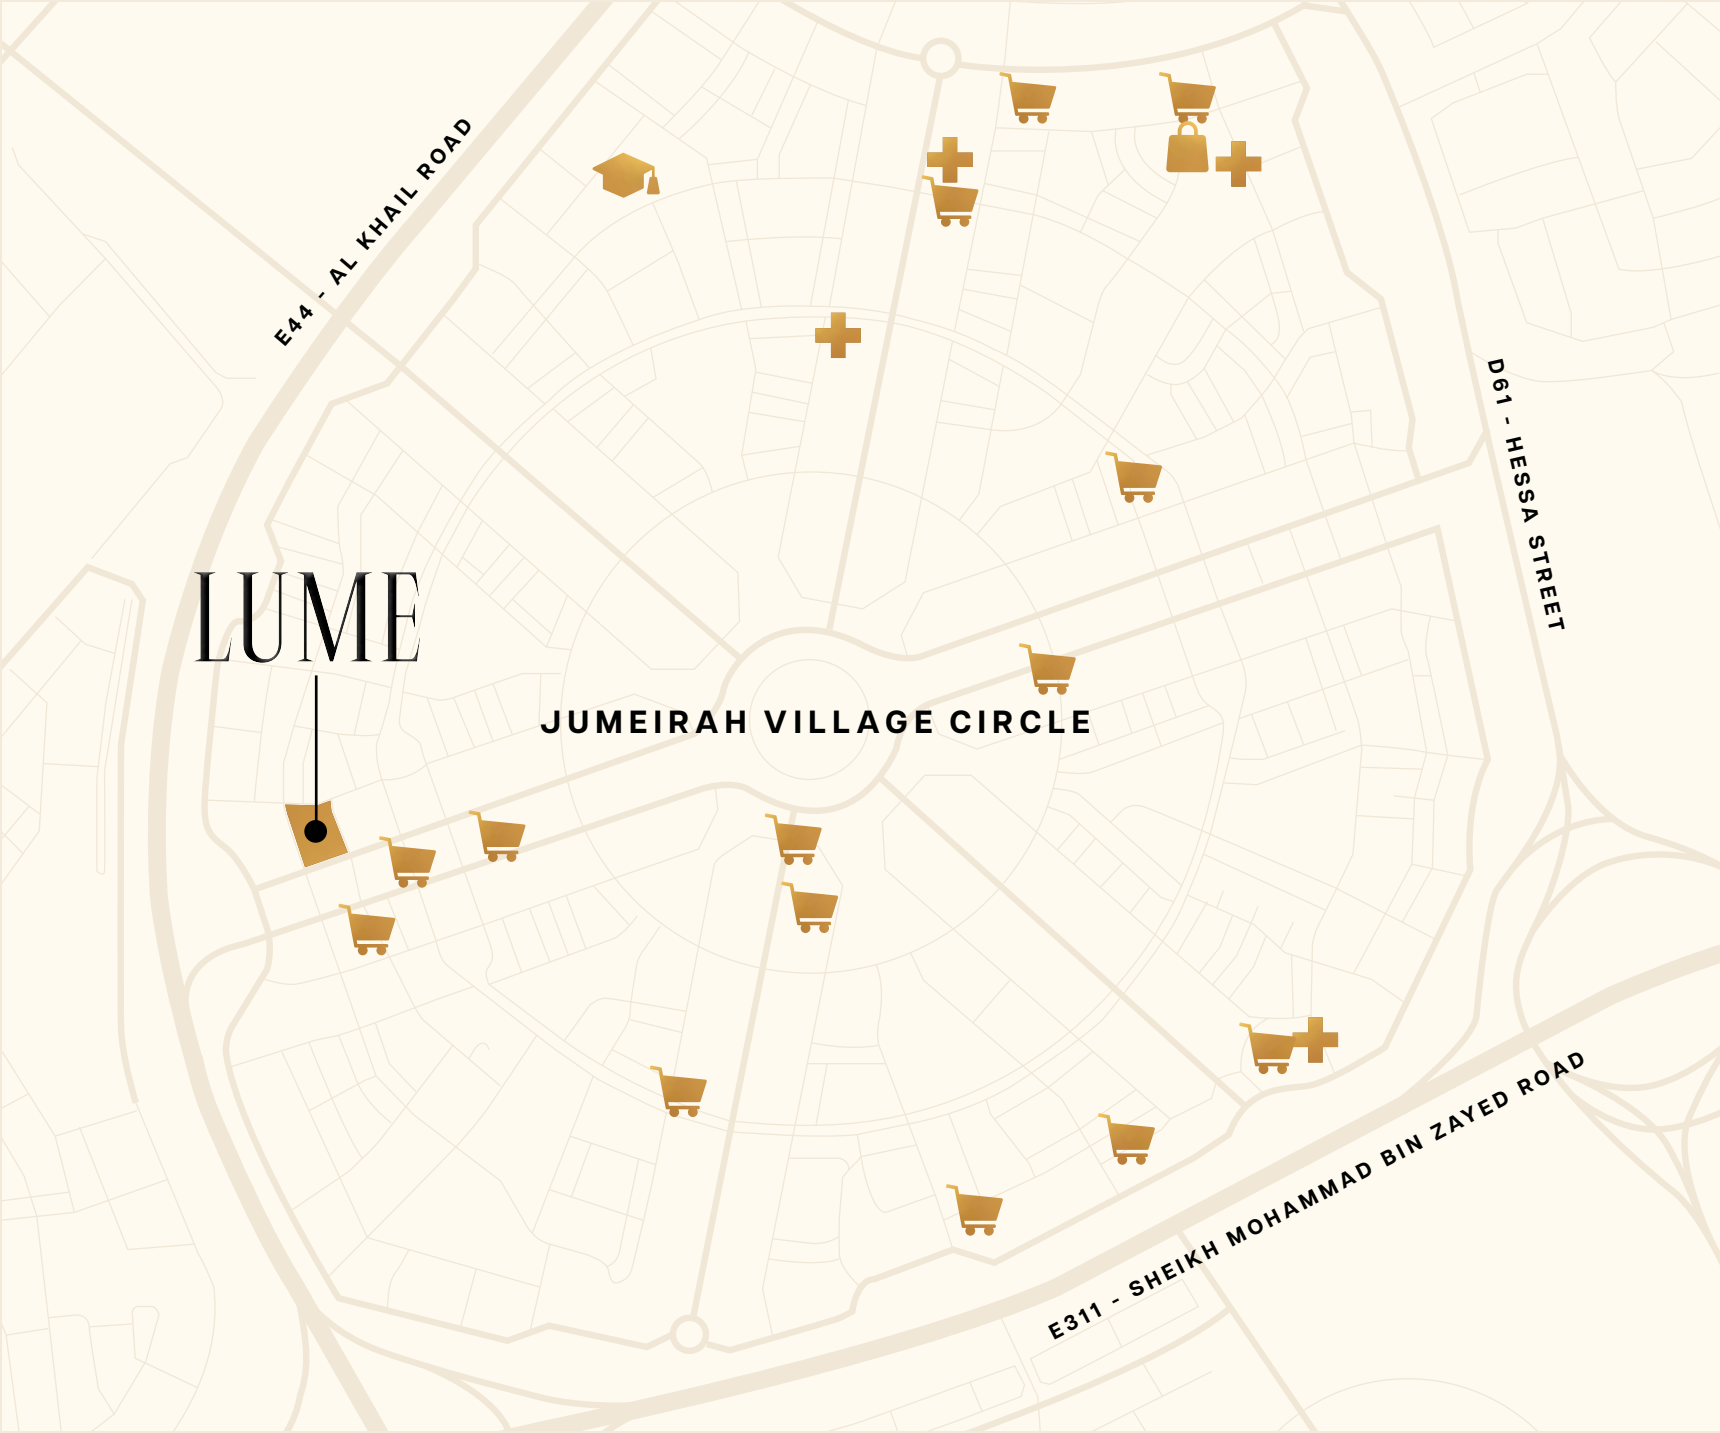 E44 - AL KHAIL ROAD
D61 - HESSA STREET
LUME
JUMEIRAH VILLAGE CIRCLE
E311 - SHEIKH MOHAMMAD BIN ZAYED ROAD